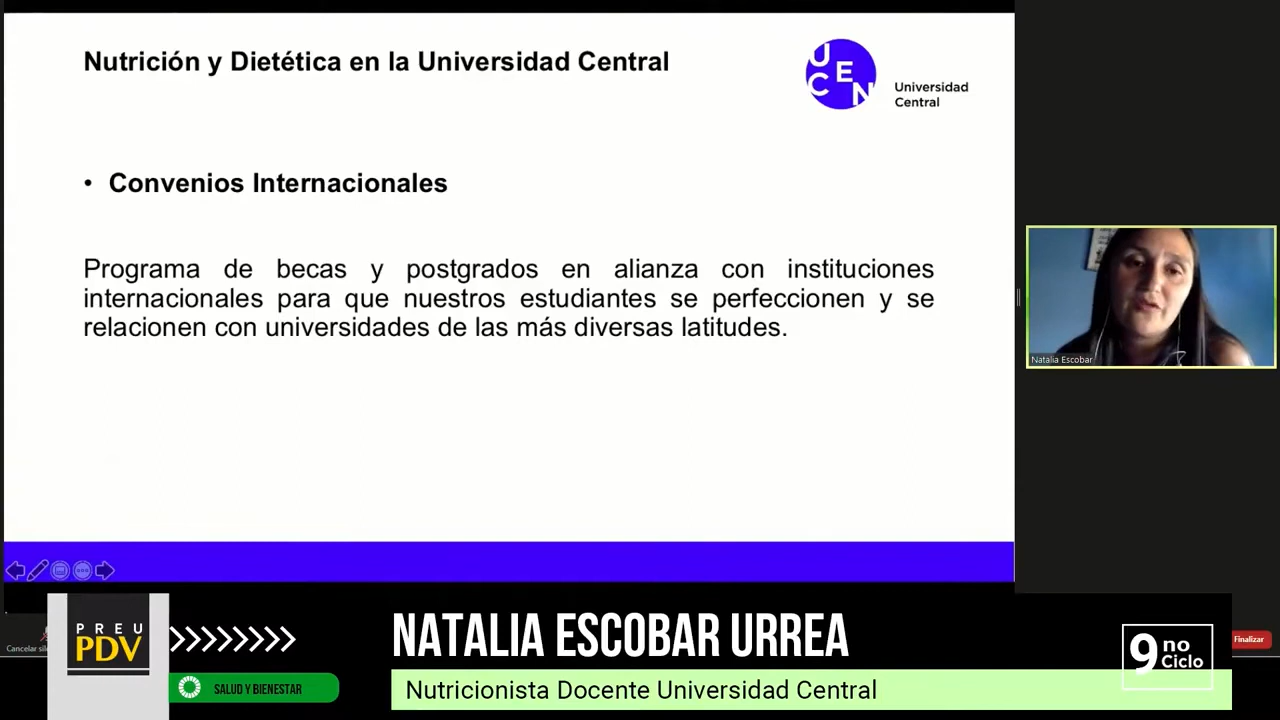 Nutrición y Dietética en la Universidad Central
U
E
C
N
Universidad
Central
• Convenios Internacionales
Programa de becas y postgrados en alianza con instituciones
internacionales para que nuestros estudiantes se perfeccionen y se
relacionen con universidades de las más diversas latitudes.
Natalia Escobar
PREU
PDV
SALUD Y BIENESTAR
NATALIA ESCOBAR URREA
Nutricionista Docente Universidad Central
9 no
Ciclo
Cancelar
Finalizar